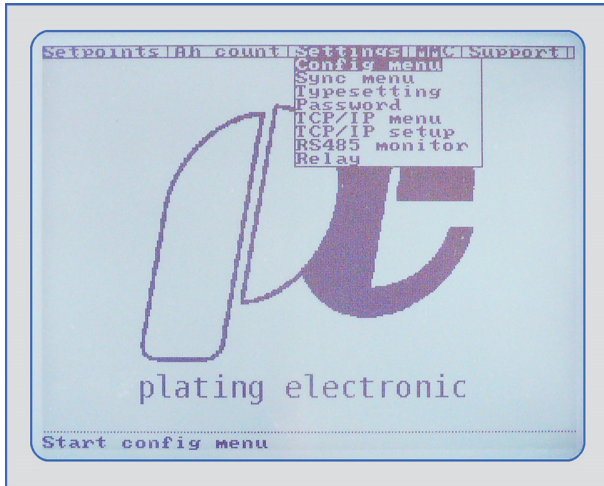 Setpoints|Ah count|Settings|MMC|Support|
Config menu
Sync menu
Typesetting
Password
TCP/IP menu
TCP/IP setup
RS485 monitor
Relay
plating electronic
Start config menu